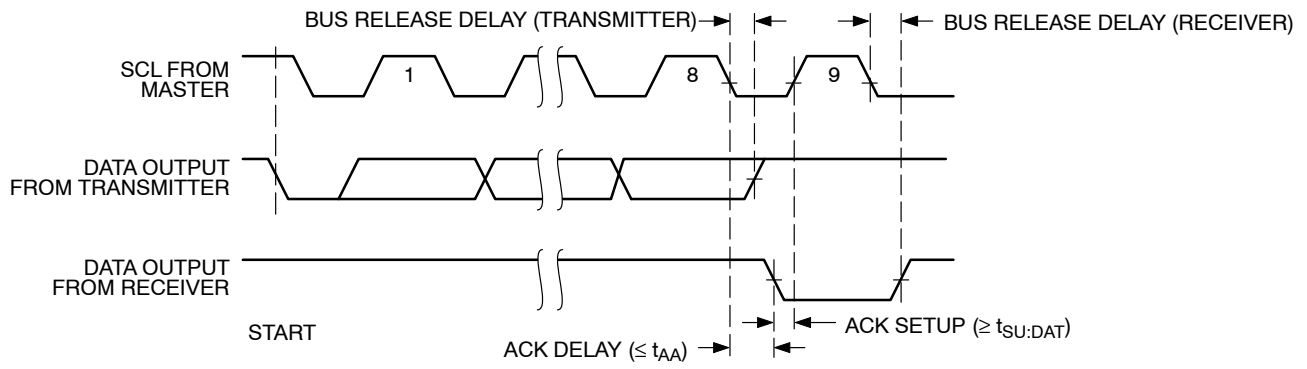 BUS RELEASE DELAY (TRANSMITTER)
BUS RELEASE DELAY (RECEIVER)
SCL FROM
MASTER
1
8
9
DATA OUTPUT
FROM TRANSMITTER
DATA OUTPUT
FROM RECEIVER
START
ACK SETUP (≥ tSU:DAT)
ACK DELAY (≤ tAA)